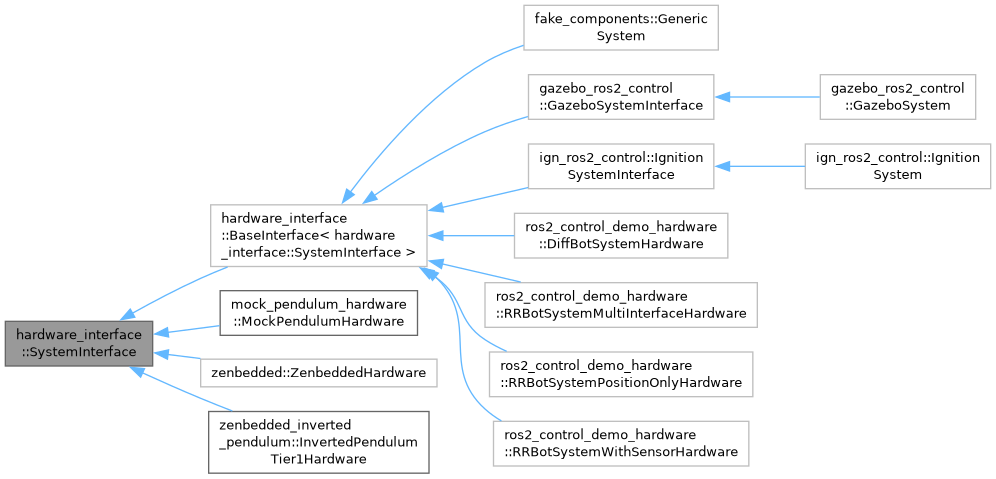 fake_components::Generic
System
gazebo_ros2_control
::GazeboSystemInterface
gazebo_ros2_control
::GazeboSystem
ign_ros2_control::Ignition
SystemInterface
ign_ros2_control::Ignition
System
hardware_interface
::BaseInterface< hardware
_interface::SystemInterface >
ros2_control_demo_hardware
::DiffBotSystemHardware
ros2_control_demo_hardware
::RRBotSystemMultiInterfaceHardware
mock_pendulum_hardware
::MockPendulumHardware
hardware_interface
::SystemInterface
ros2_control_demo_hardware
::RRBotSystemPositionOnlyHardware
zenbedded::ZenbeddedHardware
zenbedded_inverted
_pendulum::InvertedPendulum
Tier1Hardware
ros2_control_demo_hardware
::RRBotSystemWithSensorHardware